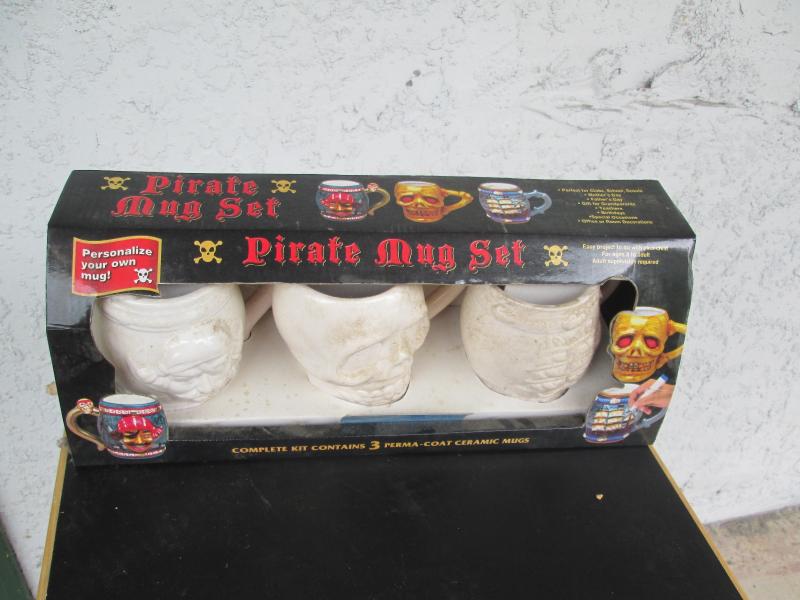 Pirate
Mug Set
• Perfect for Clubs, School, Scouts
• Mother's Day
• Father's Day
• Gift for Grandparents
• Teachers
• Birthdays
•Special Occasions
• Office or Room Decorations
Personalize
your own
mug!
Pirate Mug Set
Easy project to do with your child
For ages 8 to adult
Adult supervision required
COMPLETE KIT CONTAINS 3 PERMA-COAT CERAMIC MUGS